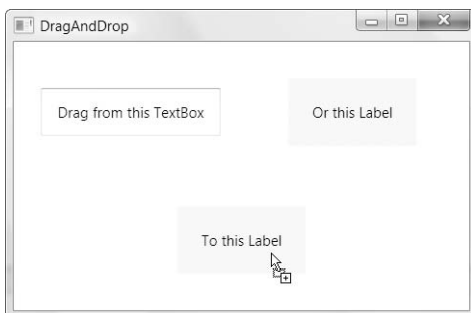 DragAndDrop
Drag from this TextBox
Or this Label
To this Label